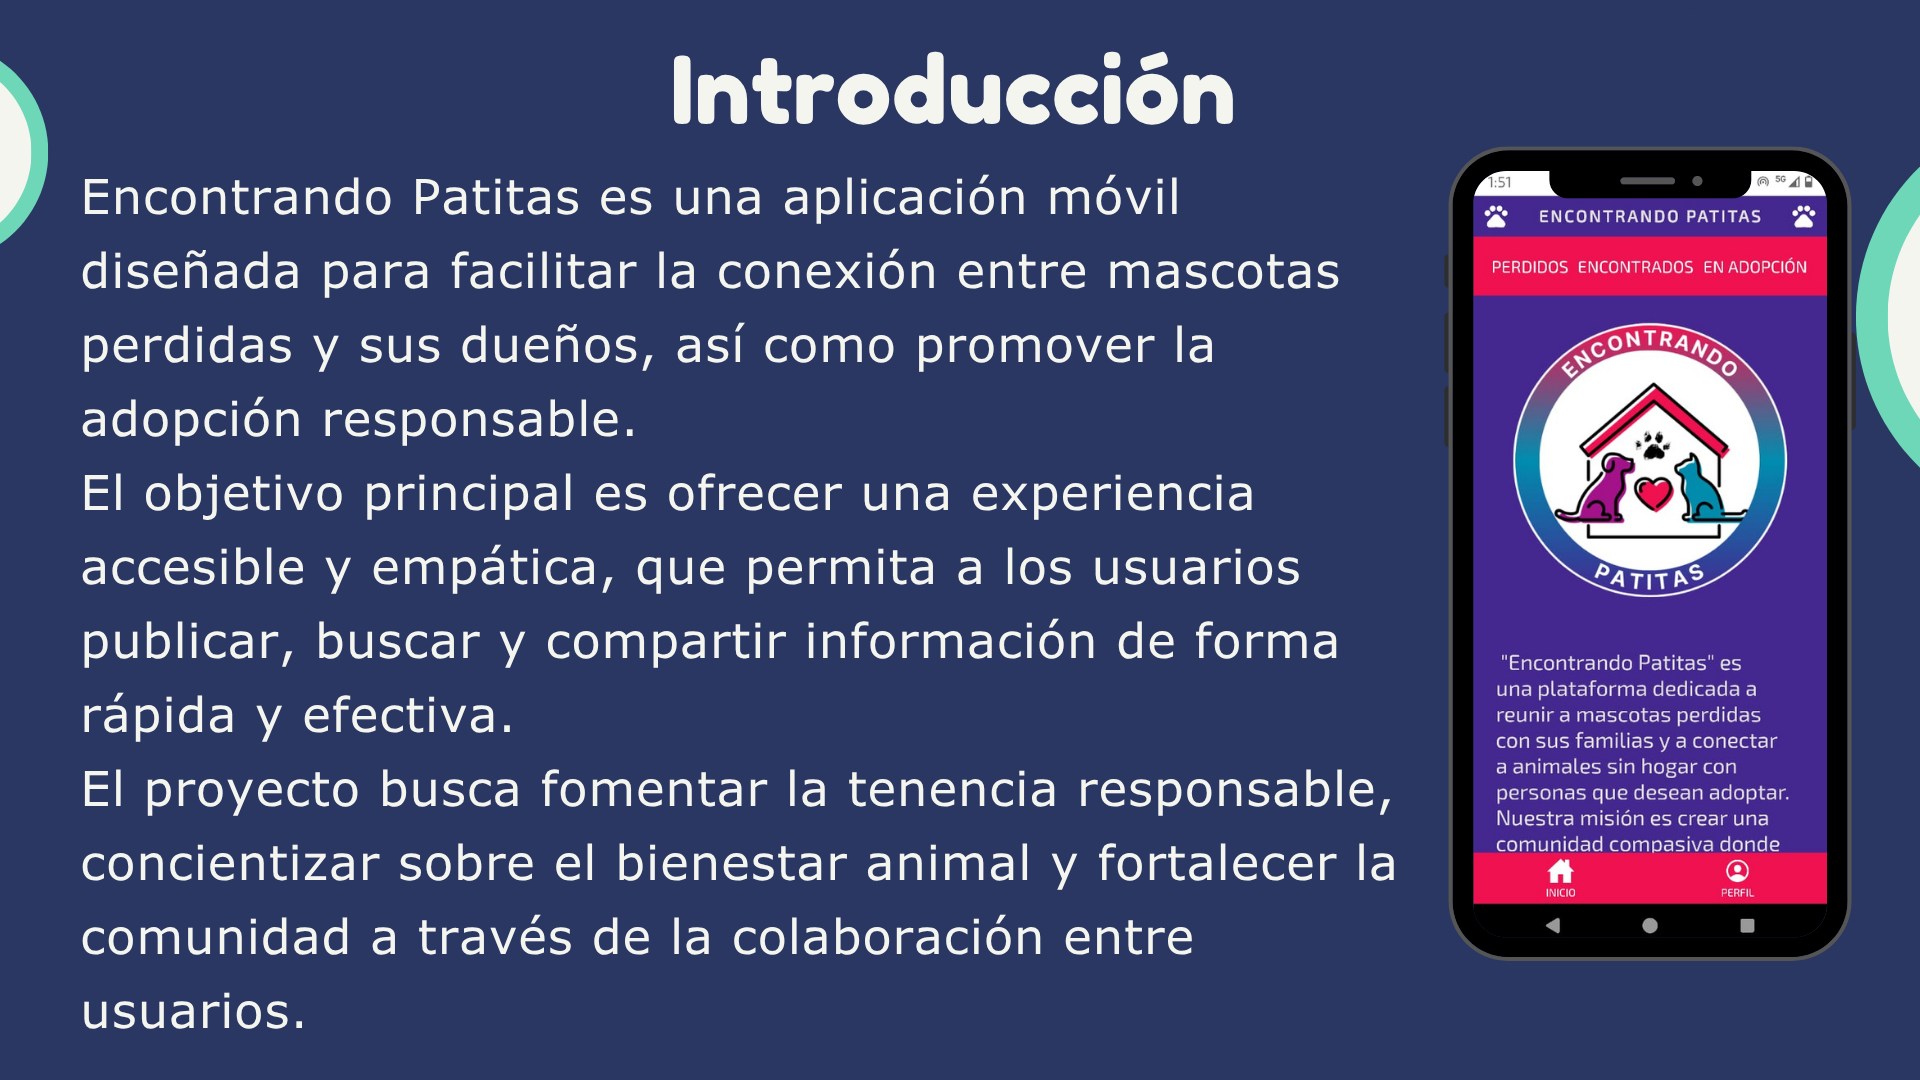 Introducción
Encontrando Patitas es una aplicación móvil
diseñada para facilitar la conexión entre mascotas
perdidas y sus dueños, así como promover la
adopción responsable.
El objetivo principal es ofrecer una experiencia
accesible y empática, que permita a los usuarios
publicar, buscar y compartir información de forma
rápida y efectiva.
El proyecto busca fomentar la tenencia responsable,
concientizar sobre el bienestar animal y fortalecer la
comunidad a través de la colaboración entre
usuarios.
1:51 5G
ENCONTRANDO PATITAS
PERDIDOS ENCONTRADOS EN ADOPCIÓN
ENCONTRANDO
PATITAS
"Encontrando Patitas" es
una plataforma dedicada a
reunir a mascotas perdidas
con sus familias y a conectar
a animales sin hogar con
personas que desean adoptar.
Nuestra misión es crear una
comunidad compasiva donde
INICIO PERFIL